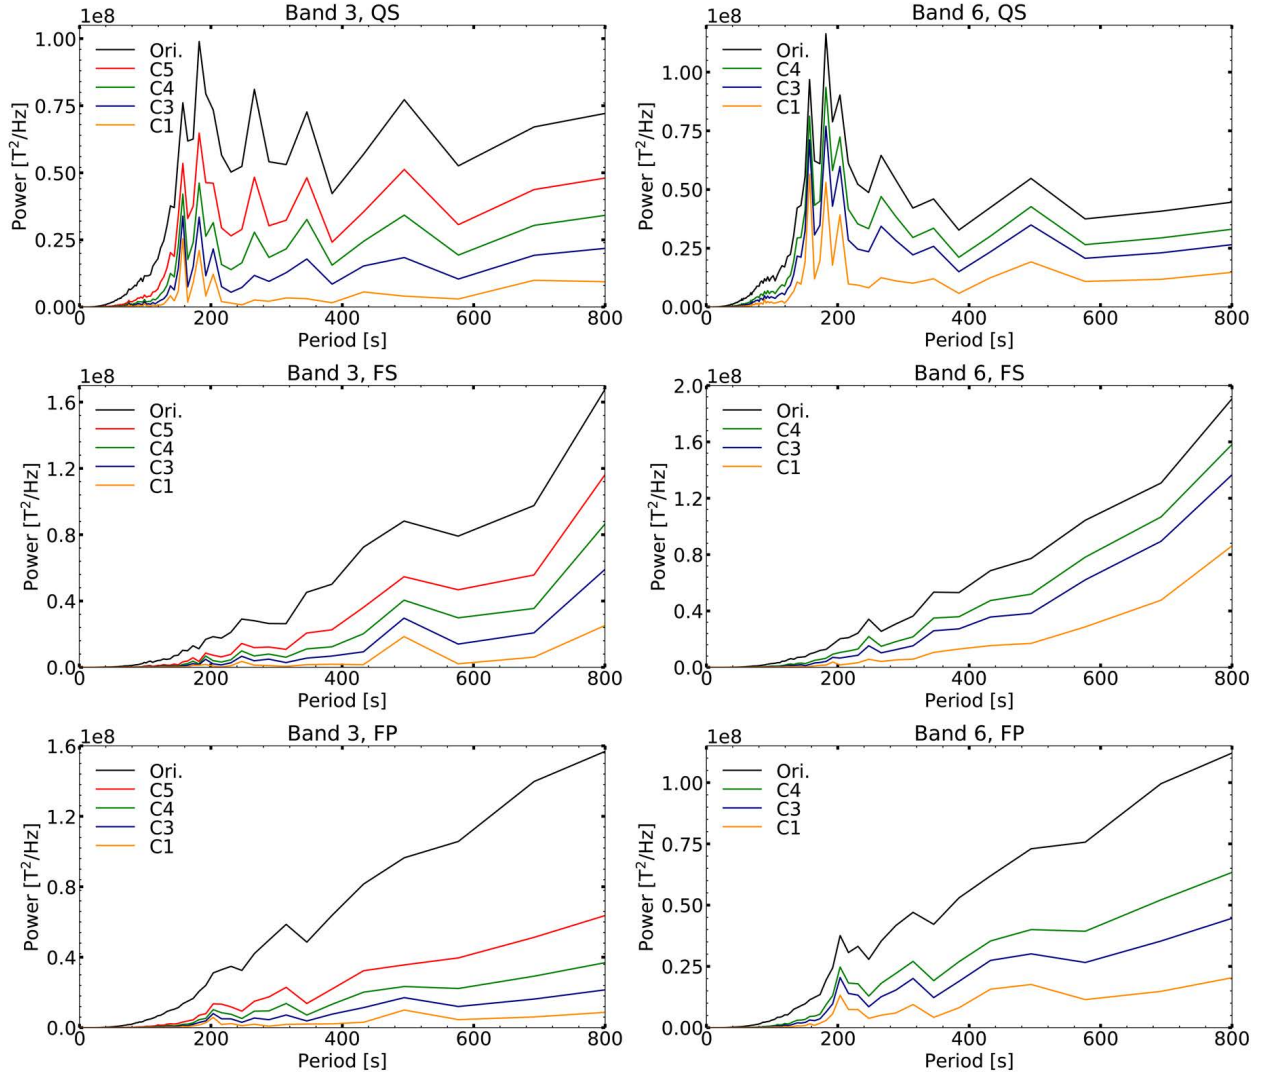 Band 3, QS
1e8
Ori.
C5
C4
C3
C1
1.00
0.75
0.50
0.25
0.00
Power [T²/Hz]
0 200 400 600 800
Period [s]
Band 6, QS
1e8
Ori.
C4
C3
C1
1.00
0.75
0.50
0.25
0.00
Power [T²/Hz]
0 200 400 600 800
Period [s]
Band 3, FS
1e8
Ori.
C5
C4
C3
C1
1.6
1.2
0.8
0.4
0.0
Power [T²/Hz]
0 200 400 600 800
Period [s]
Band 6, FS
1e8
Ori.
C4
C3
C1
2.0
1.6
1.2
0.8
0.4
0.0
Power [T²/Hz]
0 200 400 600 800
Period [s]
Band 3, FP
1e8
Ori.
C5
C4
C3
C1
1.6
1.2
0.8
0.4
0.0
Power [T²/Hz]
0 200 400 600 800
Period [s]
Band 6, FP
1e8
Ori.
C4
C3
C1
1.00
0.75
0.50
0.25
0.00
Power [T²/Hz]
0 200 400 600 800
Period [s]